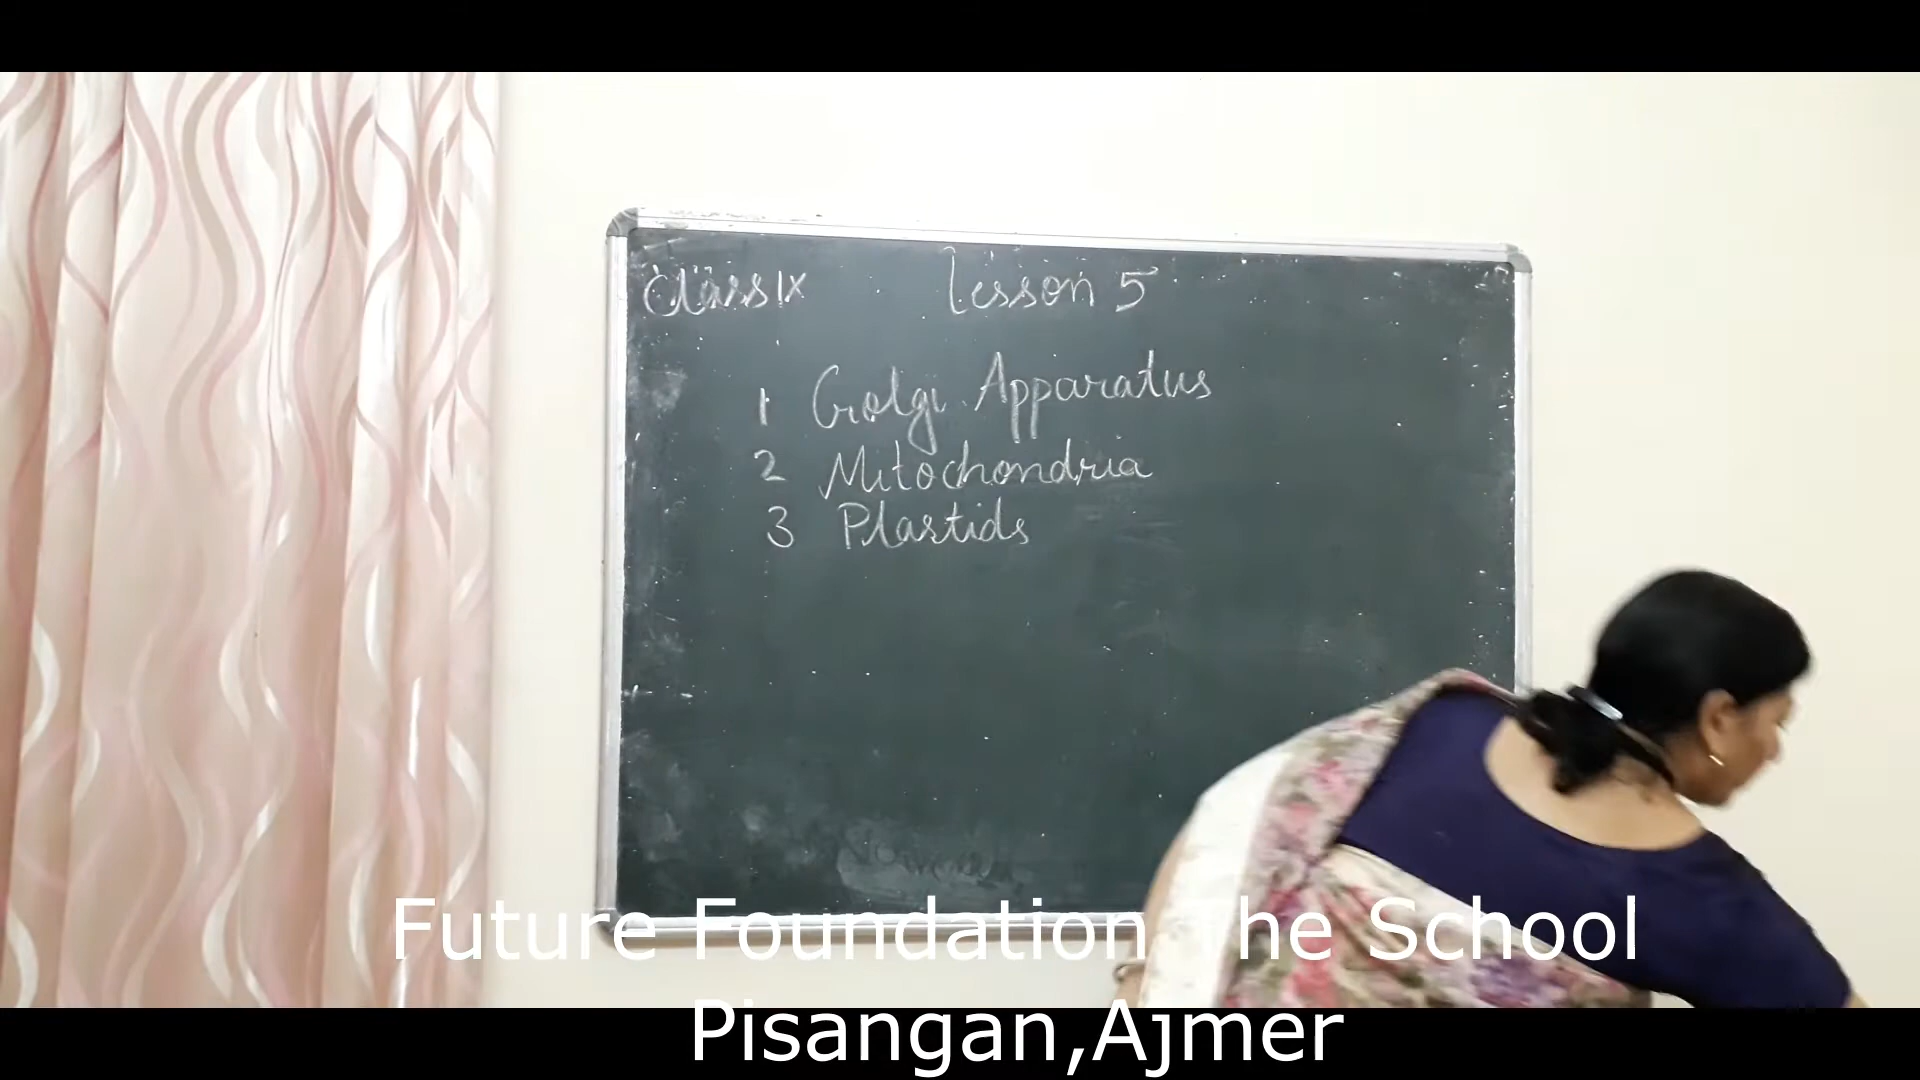 Class IX Lesson 5
1 Golgi Apparatus
2 Mitochondria
3 Plastids
Future Foundation The School
Pisangan,Ajmer